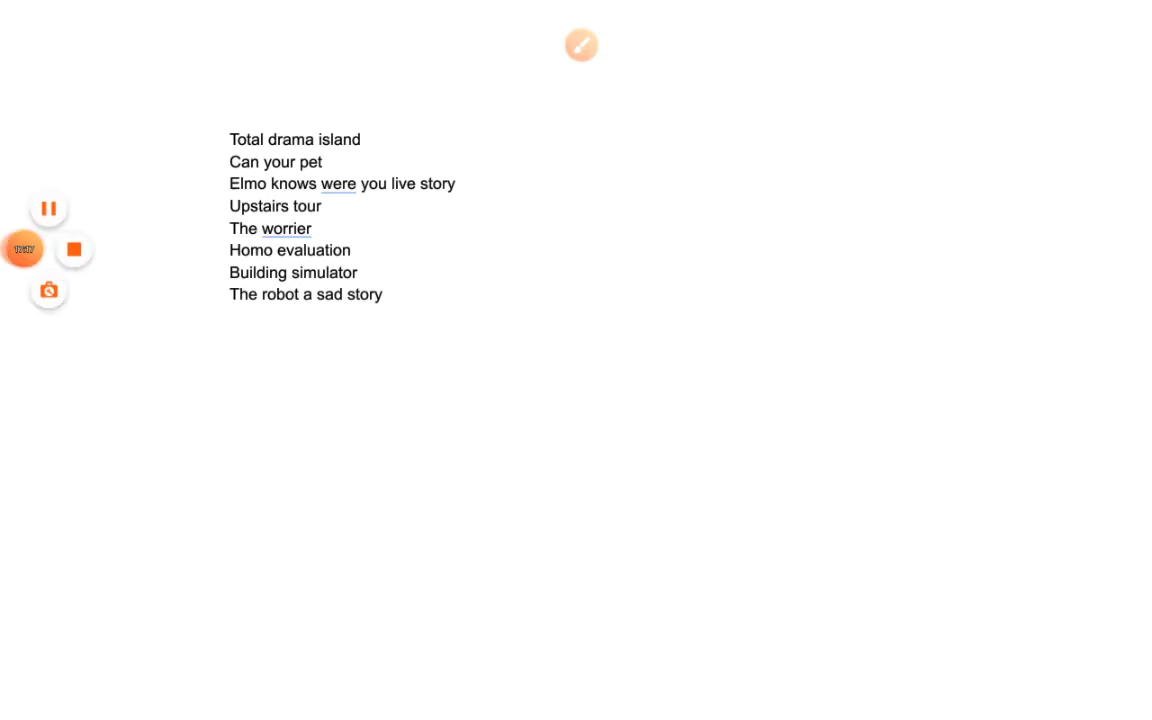 Total drama island
Can your pet
Elmo knows were you live story
Upstairs tour
The worrier
Homo evaluation
Building simulator
The robot a sad story